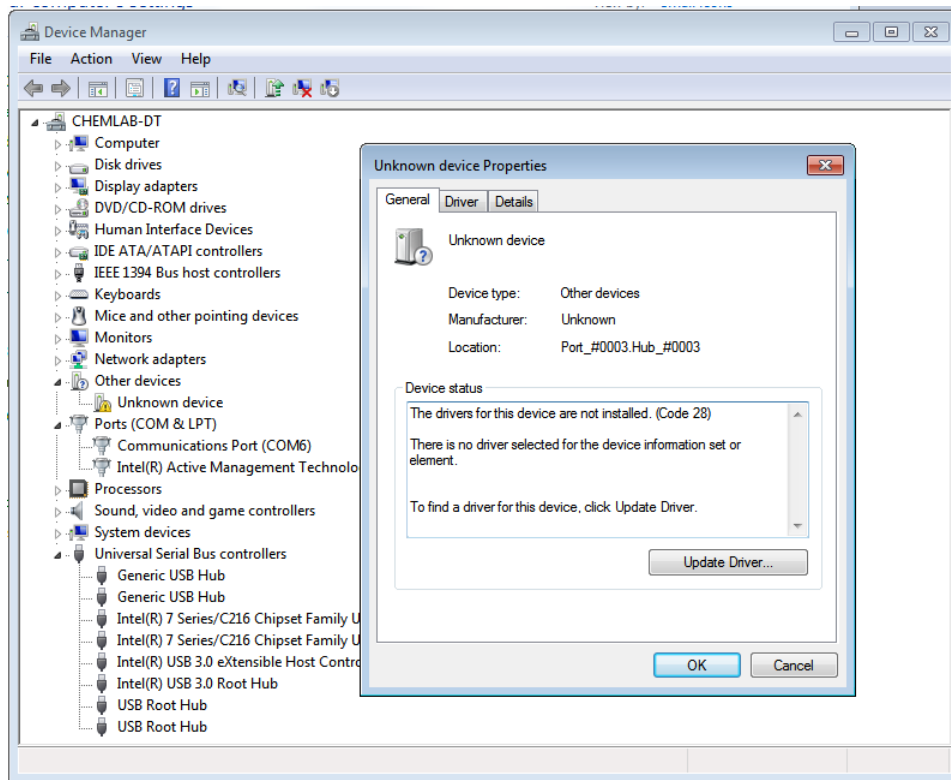 Device Manager
File Action View Help
CHEMLAB-DT
Computer
Disk drives
Display adapters
DVD/CD-ROM drives
Human Interface Devices
IDE ATA/ATAPI controllers
IEEE 1394 Bus host controllers
Keyboards
Mice and other pointing devices
Monitors
Network adapters
Other devices
Unknown device
Ports (COM & LPT)
Communications Port (COM6)
Intel(R) Active Management Technolo
Processors
Sound, video and game controllers
System devices
Universal Serial Bus controllers
Generic USB Hub
Generic USB Hub
Intel(R) 7 Series/C216 Chipset Family U
Intel(R) 7 Series/C216 Chipset Family U
Intel(R) USB 3.0 eXtensible Host Contro
Intel(R) USB 3.0 Root Hub
USB Root Hub
USB Root Hub
Unknown device Properties
General Driver Details
Unknown device
Device type: Other devices
Manufacturer: Unknown
Location: Port_#0003.Hub_#0003
Device status
The drivers for this device are not installed. (Code 28)
There is no driver selected for the device information set or
element.
To find a driver for this device, click Update Driver.
Update Driver...
OK Cancel